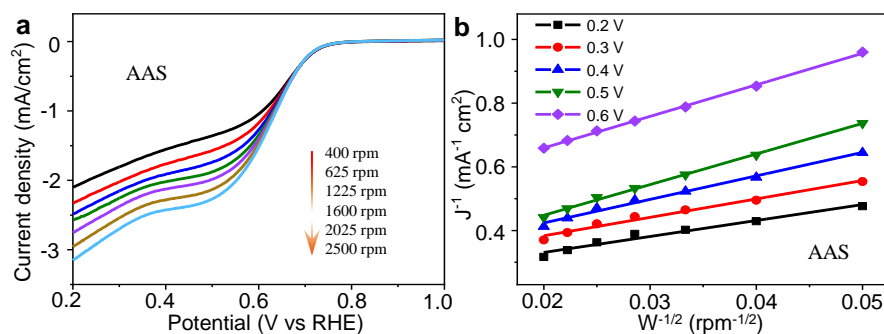 a
AAS
Current density (mA/cm²)
0
-1
-2
-3
400 rpm
625 rpm
1225 rpm
1600 rpm
2025 rpm
2500 rpm
0.2 0.4 0.6 0.8 1.0
Potential (V vs RHE)
b
0.2 V
0.3 V
0.4 V
0.5 V
0.6 V
J⁻¹ (mA⁻¹ cm²)
1.0
0.8
0.6
0.4
AAS
0.02 0.03 0.04 0.05
W⁻¹/² (rpm⁻¹/²)